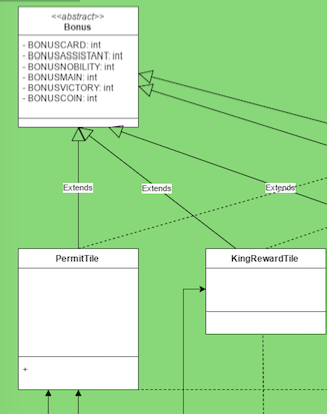 <<abstract>>
Bonus
- BONUSCARD: int
- BONUSASSISTANT: int
- BONUSNOBILITY: int
- BONUSMAIN: int
- BONUSVICTORY: int
- BONUSCOIN: int
Extends
Extends
Extends
PermitTile
KingRewardTile
+